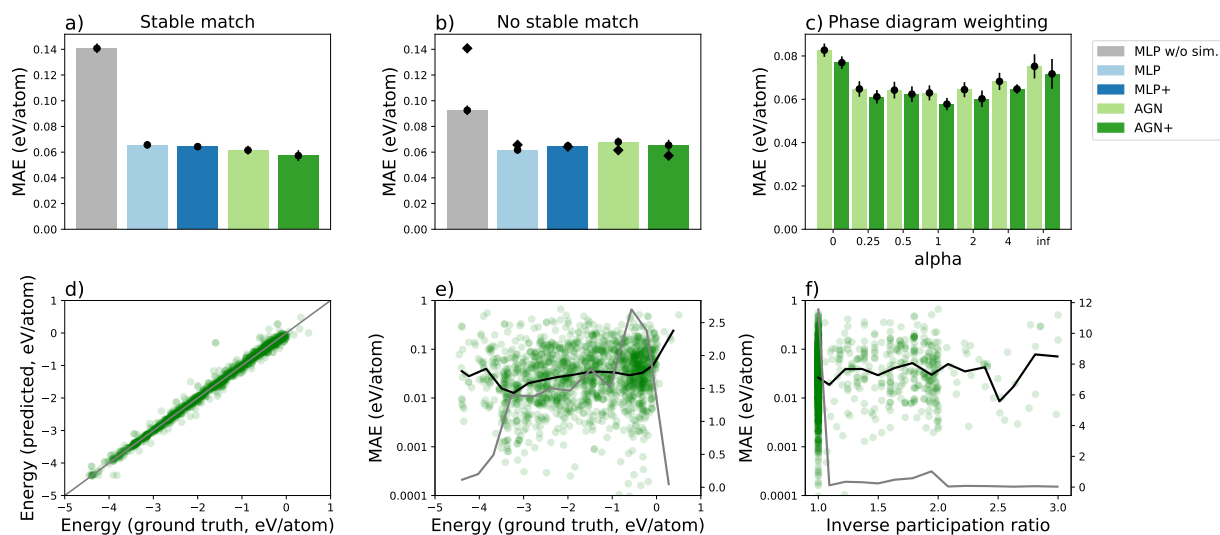 a)
Stable match
MAE (eV/atom)
0.14
0.12
0.10
0.08
0.06
0.04
0.02
0.00
b)
No stable match
MAE (eV/atom)
0.14
0.12
0.10
0.08
0.06
0.04
0.02
0.00
c) Phase diagram weighting
MAE (eV/atom)
0.08
0.06
0.04
0.02
0.00
0 0.25 0.5 1 2 4 inf
alpha
MLP w/o sim.
MLP
MLP+
AGN
AGN+
d)
Energy (predicted, eV/atom)
1
0
−1
−2
−3
−4
−5
−5 −4 −3 −2 −1 0 1
Energy (ground truth, eV/atom)
e)
MAE (eV/atom)
1
0.1
0.01
0.001
0.0001
2.5
2.0
1.5
1.0
0.5
0.0
−5 −4 −3 −2 −1 0 1
Energy (ground truth, eV/atom)
f)
MAE (eV/atom)
1
0.1
0.01
0.001
0.0001
12
10
8
6
4
2
0
1.0 1.5 2.0 2.5 3.0
Inverse participation ratio